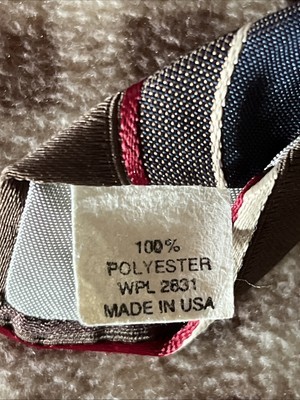 100%
POLYESTER
WPL 2831
MADE IN USA